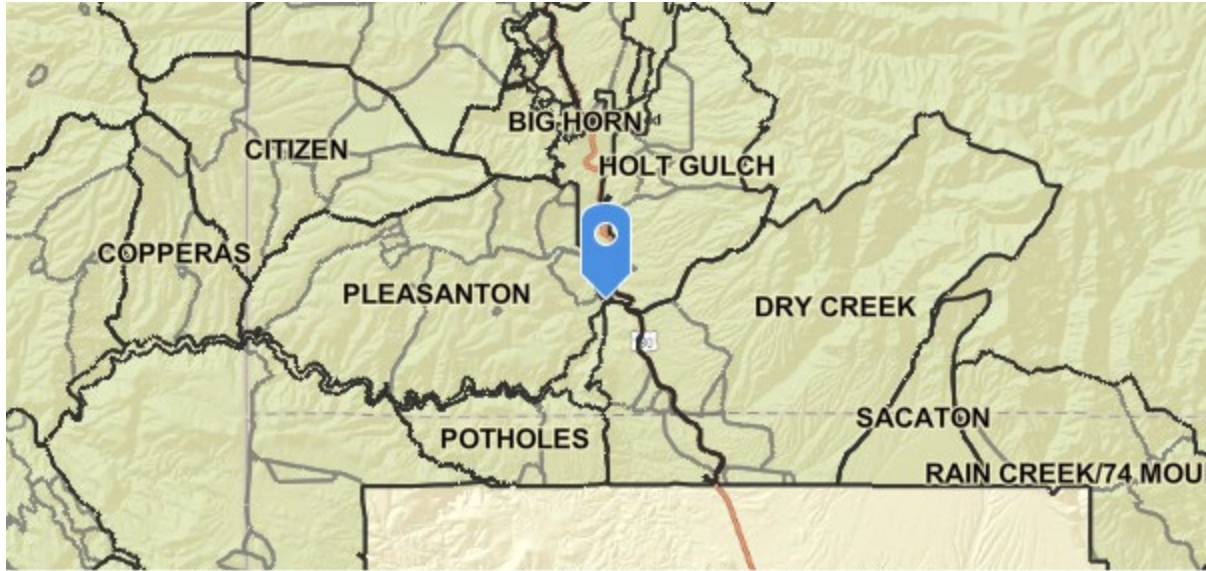 BIG HORN
CITIZEN
HOLT GULCH
COPPERAS
PLEASANTON
DRY CREEK
SACATON
POTHOLES
RAIN CREEK/74 MOU